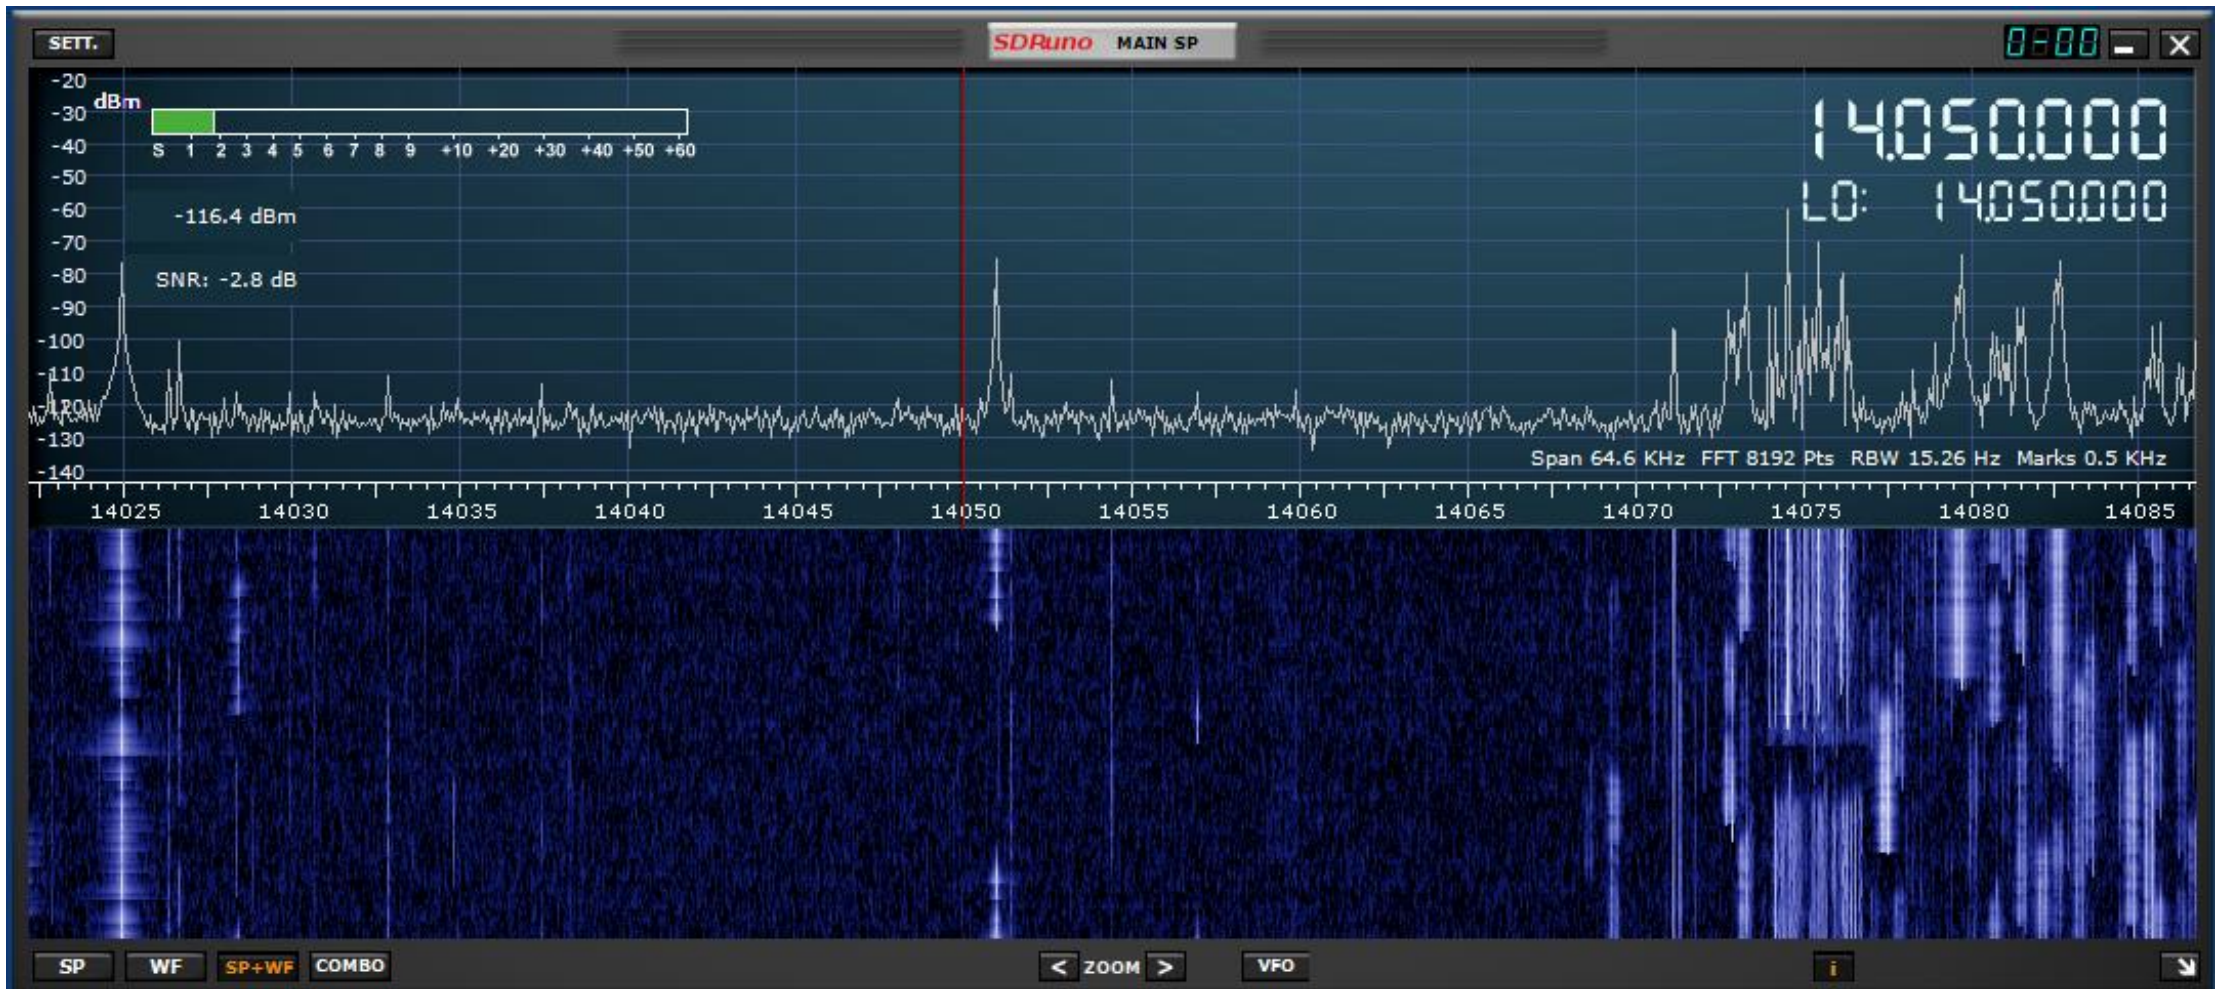 SETT.
SDRuno MAIN SP
0-00
-20
dBm
-30
-40
S 1 2 3 4 5 6 7 8 9 +10 +20 +30 +40 +50 +60
14.050.000
-50
-60
-116.4 dBm
LO: 14.050.000
-70
-80
SNR: -2.8 dB
-90
-100
-110
-120
-130
-140
Span 64.6 KHz FFT 8192 Pts RBW 15.26 Hz Marks 0.5 KHz
14025 14030 14035 14040 14045 14050 14055 14060 14065 14070 14075 14080 14085
SP WF SP+WF COMBO < ZOOM > VFO i